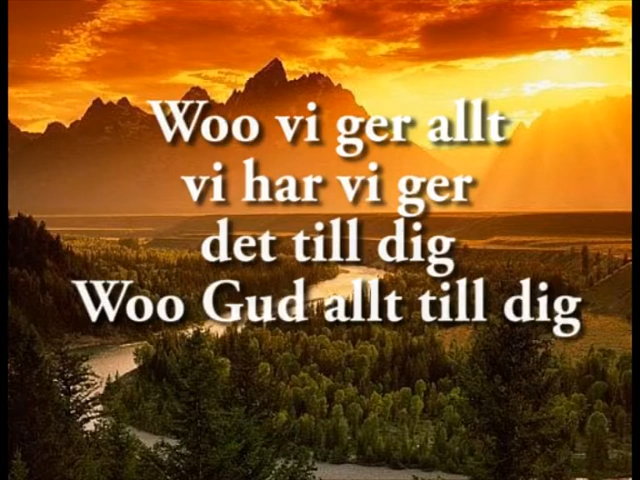 Woo vi ger allt
vi har vi ger
det till dig
Woo Gud allt till dig